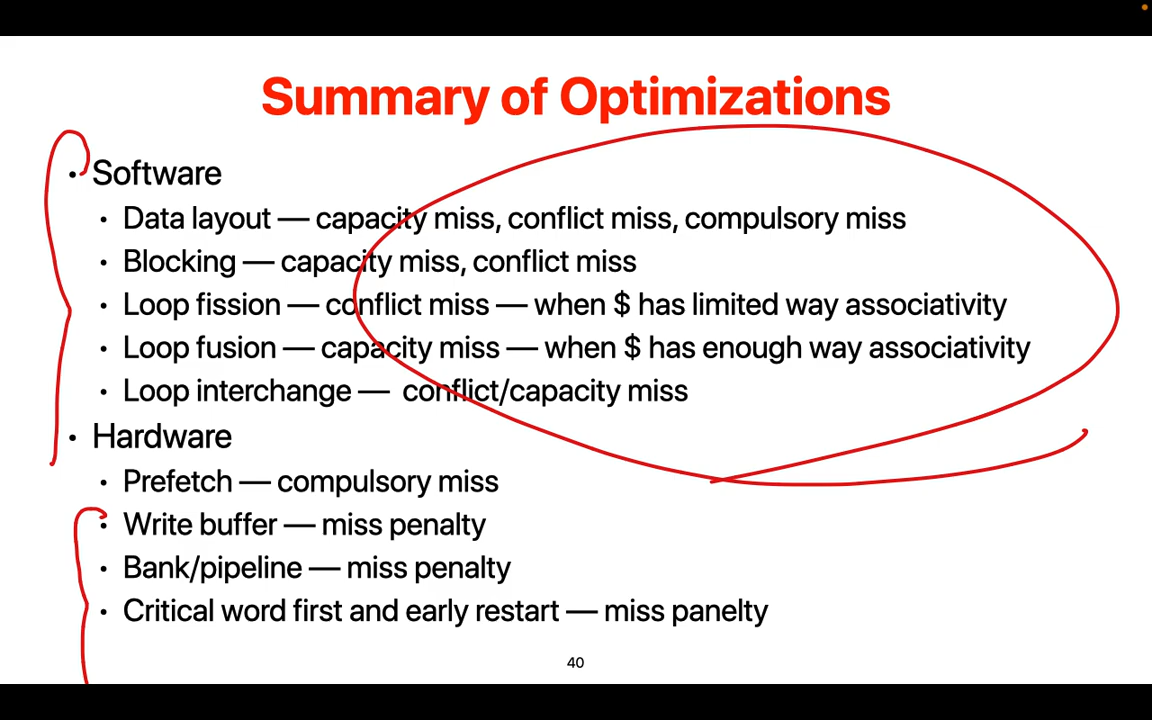 Summary of Optimizations
• Software
• Data layout — capacity miss, conflict miss, compulsory miss
• Blocking — capacity miss, conflict miss
• Loop fission — conflict miss — when $ has limited way associativity
• Loop fusion — capacity miss — when $ has enough way associativity
• Loop interchange — conflict/capacity miss
• Hardware
• Prefetch — compulsory miss
• Write buffer — miss penalty
• Bank/pipeline — miss penalty
• Critical word first and early restart — miss panelty
40